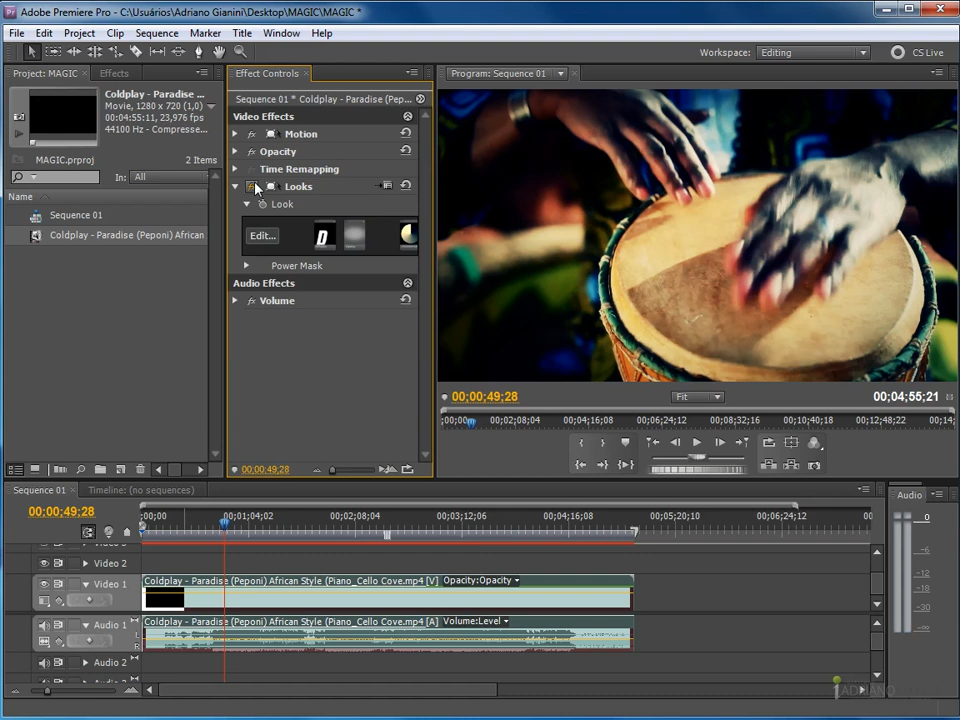 Pr Adobe Premiere Pro - C:\Usuários\Adriano Gianini\Desktop\MAGIC\MAGIC *
File Edit Project Clip Sequence Marker Title Window Help
Workspace: Editing CS Live
Project: MAGIC × Effects
Coldplay - Paradise ...
Movie, 1280 x 720 (1,0)
00:04:55:11, 23,976 fps
44100 Hz - Compresse...
MAGIC.prproj 2 Items
In: All
Name
Sequence 01
Coldplay - Paradise (Peponi) African
Effect Controls ×
Sequence 01 * Coldplay - Paradise (Pep...
Video Effects
fx Motion
fx Opacity
Time Remapping
Looks
Look
Edit... D
Power Mask
Audio Effects
fx Volume
00;00;49;28
Program: Sequence 01 ×
00;00;49;28 Fit 00;04;55;21
;00;00 00;02;08;04 00;04;16;08 00;06;24;12 00;08;32;16 00;10;40;18 00;12;48;22 00;14;
Sequence 01 × Timeline: (no sequences)
00;00;49;28
;00;00 00;01;04;02 00;02;08;04 00;03;12;06 00;04;16;08 00;05;20;10 00;06;24;12 00;
Video 3
Video 2
Video 1
Coldplay - Paradise (Peponi) African Style (Piano_Cello Cove.mp4 [V] Opacity:Opacity
Audio 1 L R
Coldplay - Paradise (Peponi) African Style (Piano_Cello Cove.mp4 [A] Volume:Level
Audio 2
Audio
0
-6
-12
-18
-30
ADRIANO